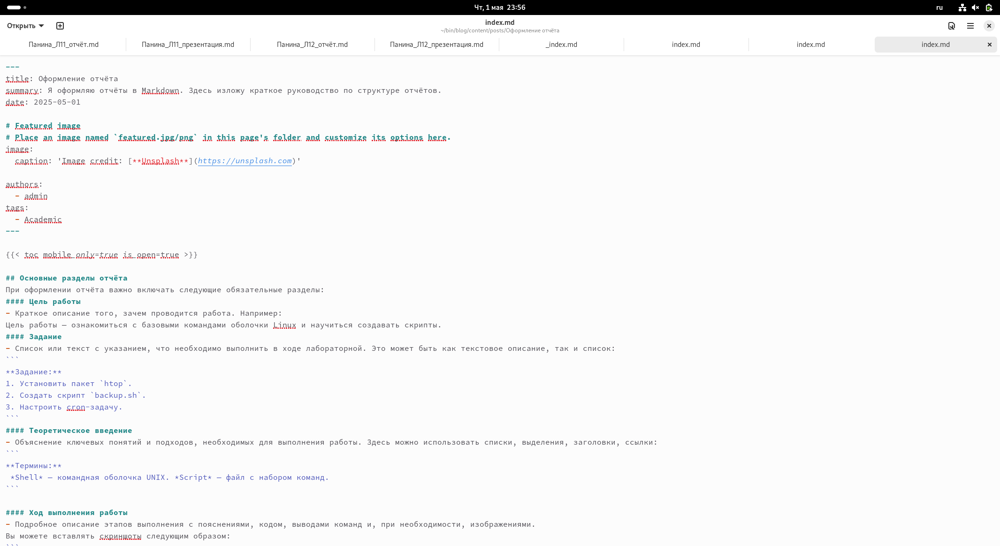 Чт, 1 мая 23:56
ru
Открыть
index.md
~/bin/blog/content/posts/Оформление отчёта
Панина_Л11_отчёт.md
Панина_Л11_презентация.md
Панина_Л12_отчёт.md
Панина_Л12_презентация.md
_index.md
index.md
index.md
index.md
---
title: Оформление отчёта
summary: Я оформляю отчёты в Markdown. Здесь изложу краткое руководство по структуре отчётов.
date: 2025-05-01
# Featured image
# Place an image named `featured.jpg/png` in this page's folder and customize its options here.
image:
  caption: 'Image credit: [**Unsplash**](https://unsplash.com)'
authors:
  - admin
tags:
  - Academic
---
{{< toc mobile_only=true is_open=true >}}
## Основные разделы отчёта
При оформлении отчёта важно включать следующие обязательные разделы:
#### Цель работы
- Краткое описание того, зачем проводится работа. Например:
Цель работы — ознакомиться с базовыми командами оболочки Linux и научиться создавать скрипты.
#### Задание
- Список или текст с указанием, что необходимо выполнить в ходе лабораторной. Это может быть как текстовое описание, так и список:
```
**Задание:**
1. Установить пакет `htop`.
2. Создать скрипт `backup.sh`.
3. Настроить cron-задачу.
```
#### Теоретическое введение
- Объяснение ключевых понятий и подходов, необходимых для выполнения работы. Здесь можно использовать списки, выделения, заголовки, ссылки:
```
**Термины:**
 *Shell* — командная оболочка UNIX. *Script* — файл с набором команд.
```
#### Ход выполнения работы
- Подробное описание этапов выполнения с пояснениями, кодом, выводами команд и, при необходимости, изображениями.
Вы можете вставлять скриншоты следующим образом:
```